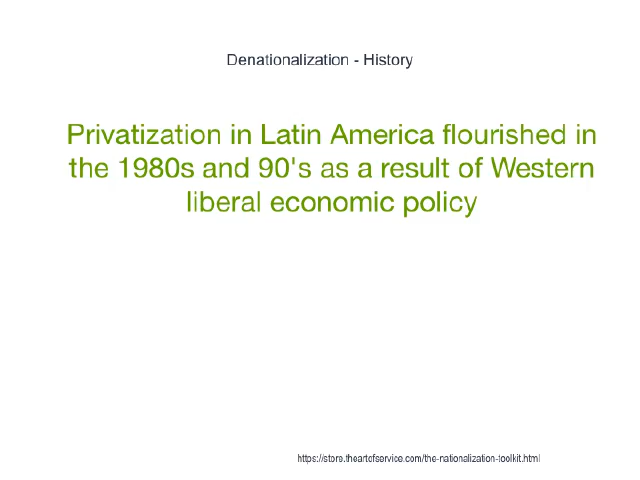 Denationalization - History
Privatization in Latin America flourished in
the 1980s and 90's as a result of Western
liberal economic policy
https://store.theartofservice.com/the-nationalization-toolkit.html